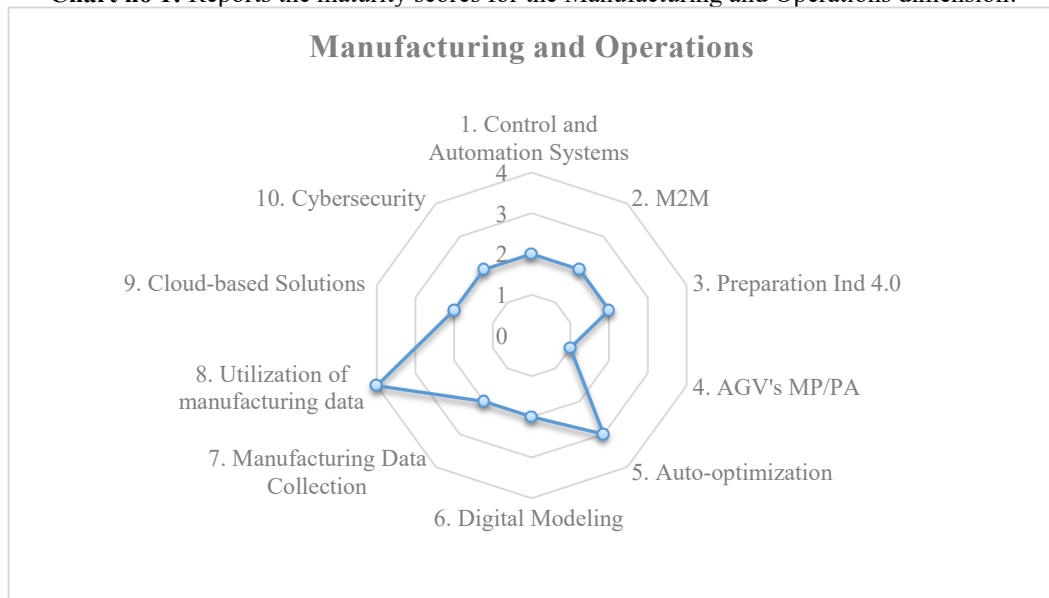 Chart no 1: Reports the maturity scores for the Manufacturing and Operations dimension.
Manufacturing and Operations
1. Control and
Automation Systems
4
10. Cybersecurity
2. M2M
3
2
9. Cloud-based Solutions
3. Preparation Ind 4.0
1
0
8. Utilization of
manufacturing data
4. AGV's MP/PA
7. Manufacturing Data
Collection
5. Auto-optimization
6. Digital Modeling